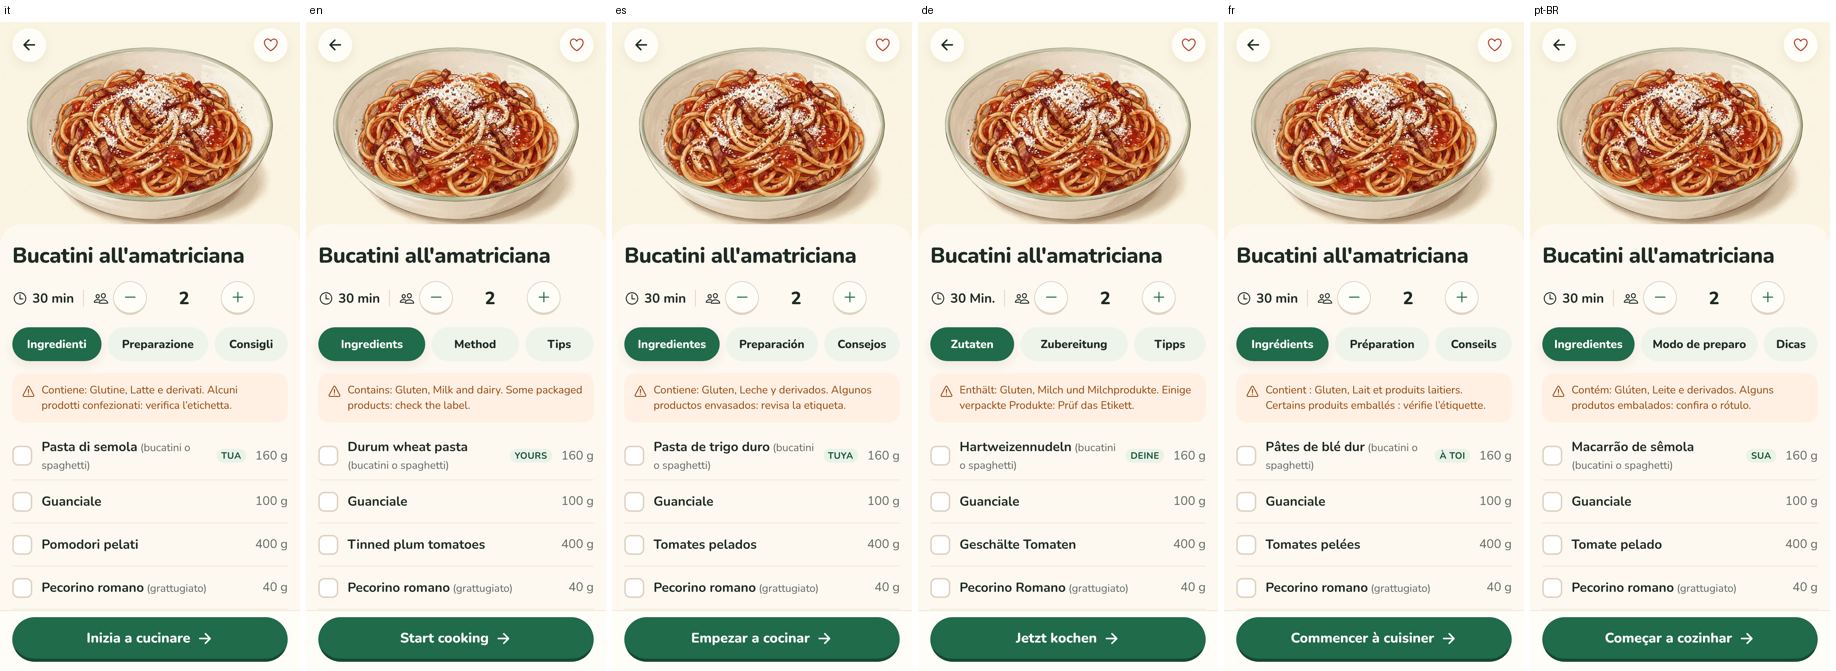 it
Bucatini all'amatriciana
30 min
2
Ingredienti
Preparazione
Consigli
Contiene: Glutine, Latte e derivati. Alcuni
prodotti confezionati: verifica l'etichetta.
Pasta di semola (bucatini o
spaghetti)
TUA
160 g
Guanciale
100 g
Pomodori pelati
400 g
Pecorino romano (grattugiato)
40 g
Inizia a cucinare →
en
Bucatini all'amatriciana
30 min
2
Ingredients
Method
Tips
Contains: Gluten, Milk and dairy. Some packaged
products: check the label.
Durum wheat pasta
(bucatini o spaghetti)
YOURS
160 g
Guanciale
100 g
Tinned plum tomatoes
400 g
Pecorino romano (grattugiato)
40 g
Start cooking →
es
Bucatini all'amatriciana
30 min
2
Ingredientes
Preparación
Consejos
Contiene: Gluten, Leche y derivados. Algunos
productos envasados: revisa la etiqueta.
Pasta de trigo duro (bucatini
o spaghetti)
TUYA
160 g
Guanciale
100 g
Tomates pelados
400 g
Pecorino romano (grattugiato)
40 g
Empezar a cocinar →
de
Bucatini all'amatriciana
30 Min.
2
Zutaten
Zubereitung
Tipps
Enthält: Gluten, Milch und Milchprodukte. Einige
verpackte Produkte: Prüf das Etikett.
Hartweizennudeln (bucatini
o spaghetti)
DEINE
160 g
Guanciale
100 g
Geschälte Tomaten
400 g
Pecorino Romano (grattugiato)
40 g
Jetzt kochen →
fr
Bucatini all'amatriciana
30 min
2
Ingrédients
Préparation
Conseils
Contient : Gluten, Lait et produits laitiers.
Certains produits emballés : vérifie l'étiquette.
Pâtes de blé dur (bucatini o
spaghetti)
À TOI
160 g
Guanciale
100 g
Tomates pelées
400 g
Pecorino romano (grattugiato)
40 g
Commencer à cuisiner →
pt-BR
Bucatini all'amatriciana
30 min
2
Ingredientes
Modo de preparo
Dicas
Contém: Glúten, Leite e derivados. Alguns
produtos embalados: confira o rótulo.
Macarrão de sêmola
(bucatini o spaghetti)
SUA
160 g
Guanciale
100 g
Tomate pelado
400 g
Pecorino romano (grattugiato)
40 g
Começar a cozinhar →